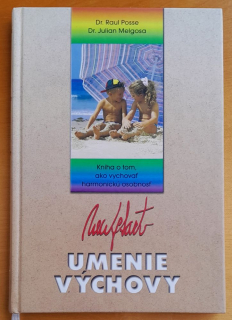 Dr. Raul Posse
Dr. Julian Melgosa
Kniha o tom,
ako vychovať
harmonickú osobnosť
UMENIE
VÝCHOVY